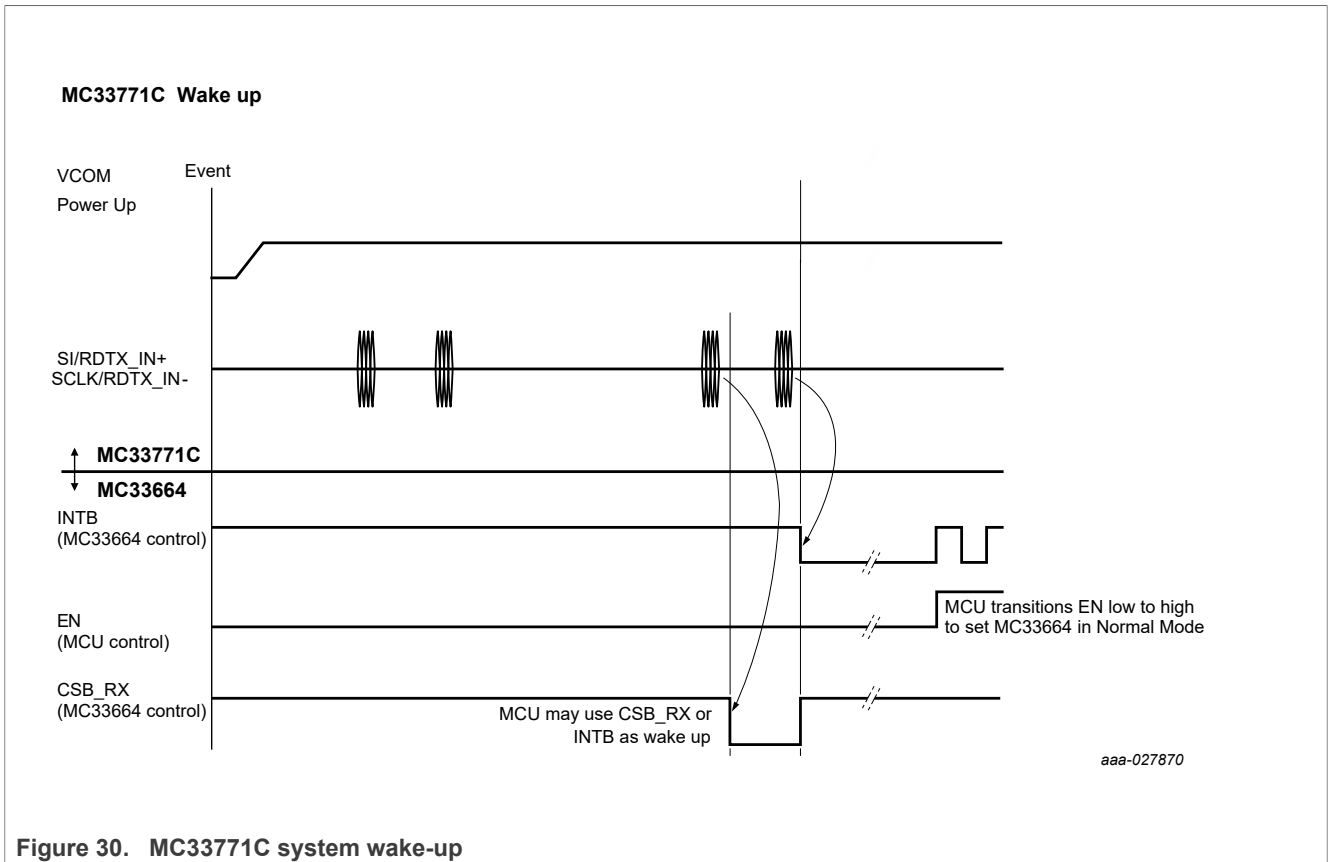 MC33771C Wake up
VCOM
Power Up
Event
SI/RDTX_IN+
SCLK/RDTX_IN-
MC33771C
MC33664
INTB
(MC33664 control)
EN
(MCU control)
MCU transitions EN low to high
to set MC33664 in Normal Mode
CSB_RX
(MC33664 control)
MCU may use CSB_RX or
INTB as wake up
aaa-027870
Figure 30. MC33771C system wake-up